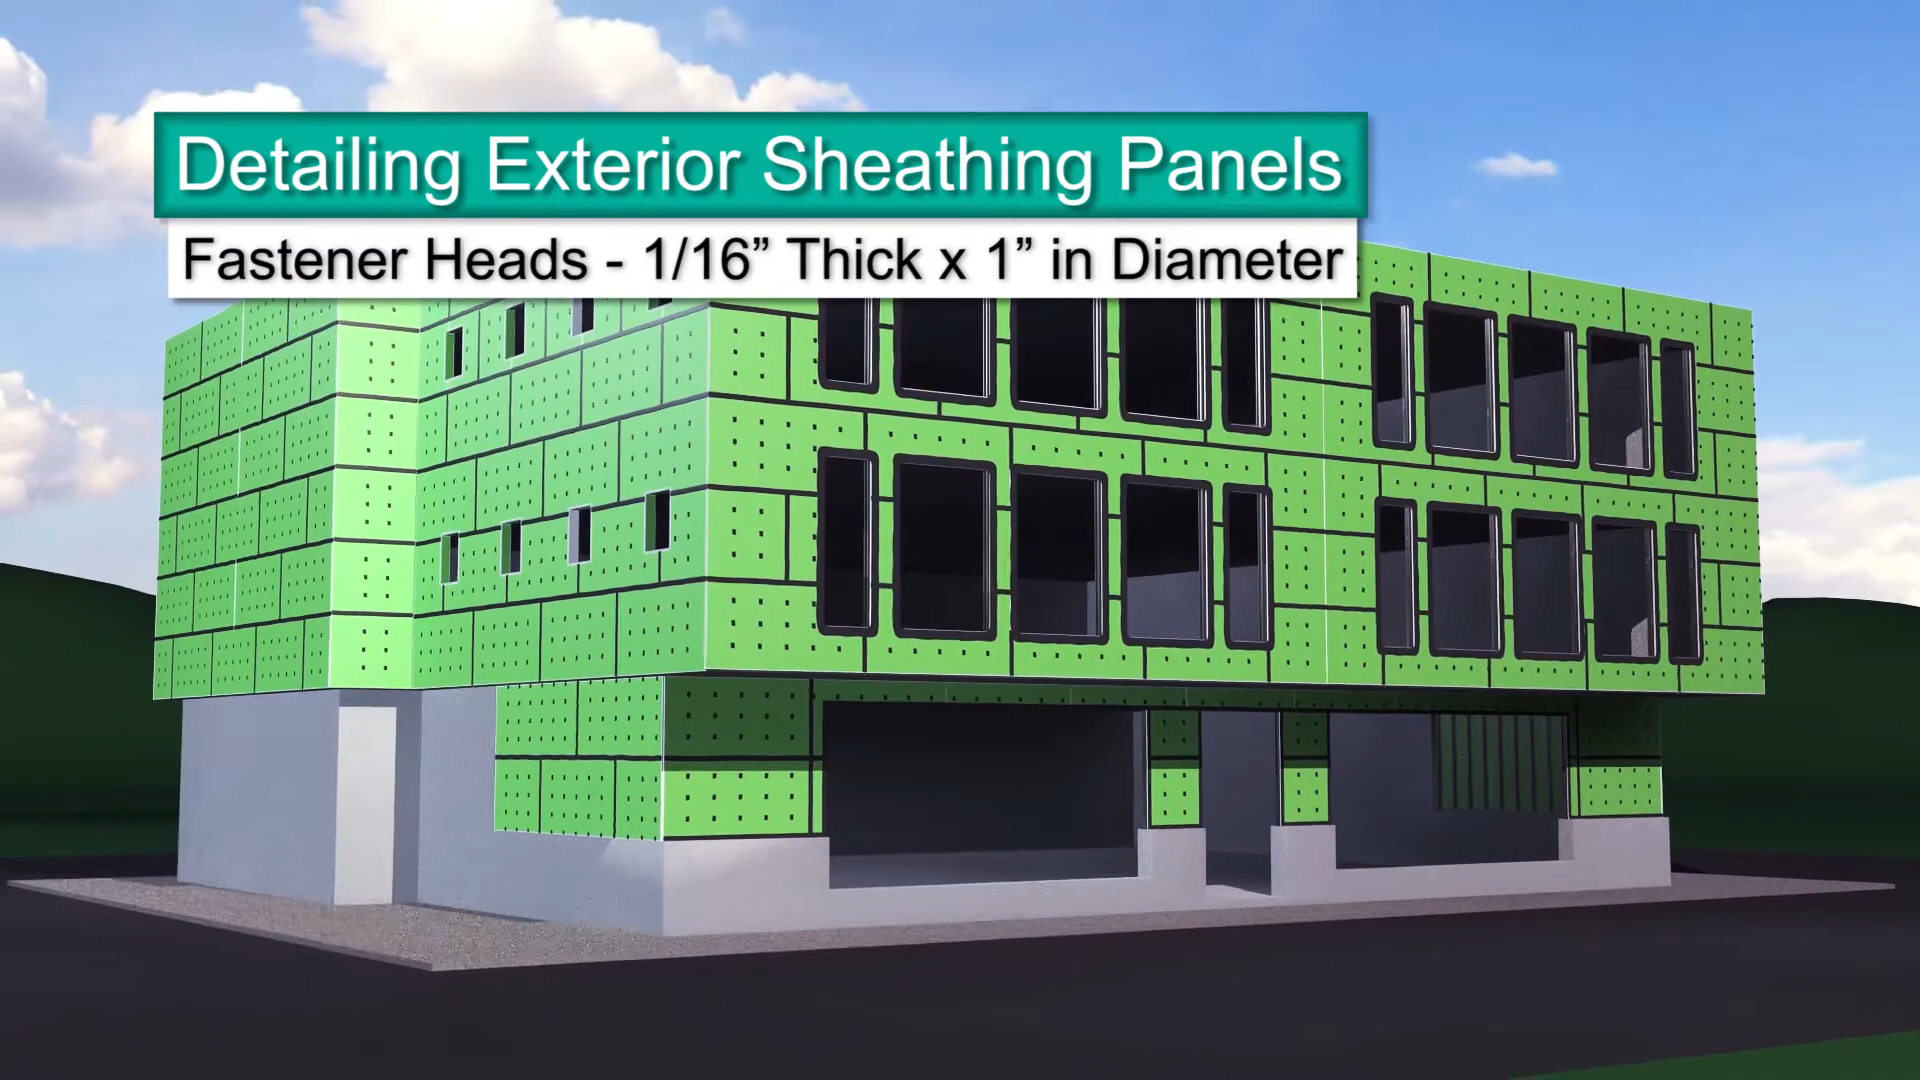 Detailing Exterior Sheathing Panels
Fastener Heads - 1/16” Thick x 1” in Diameter